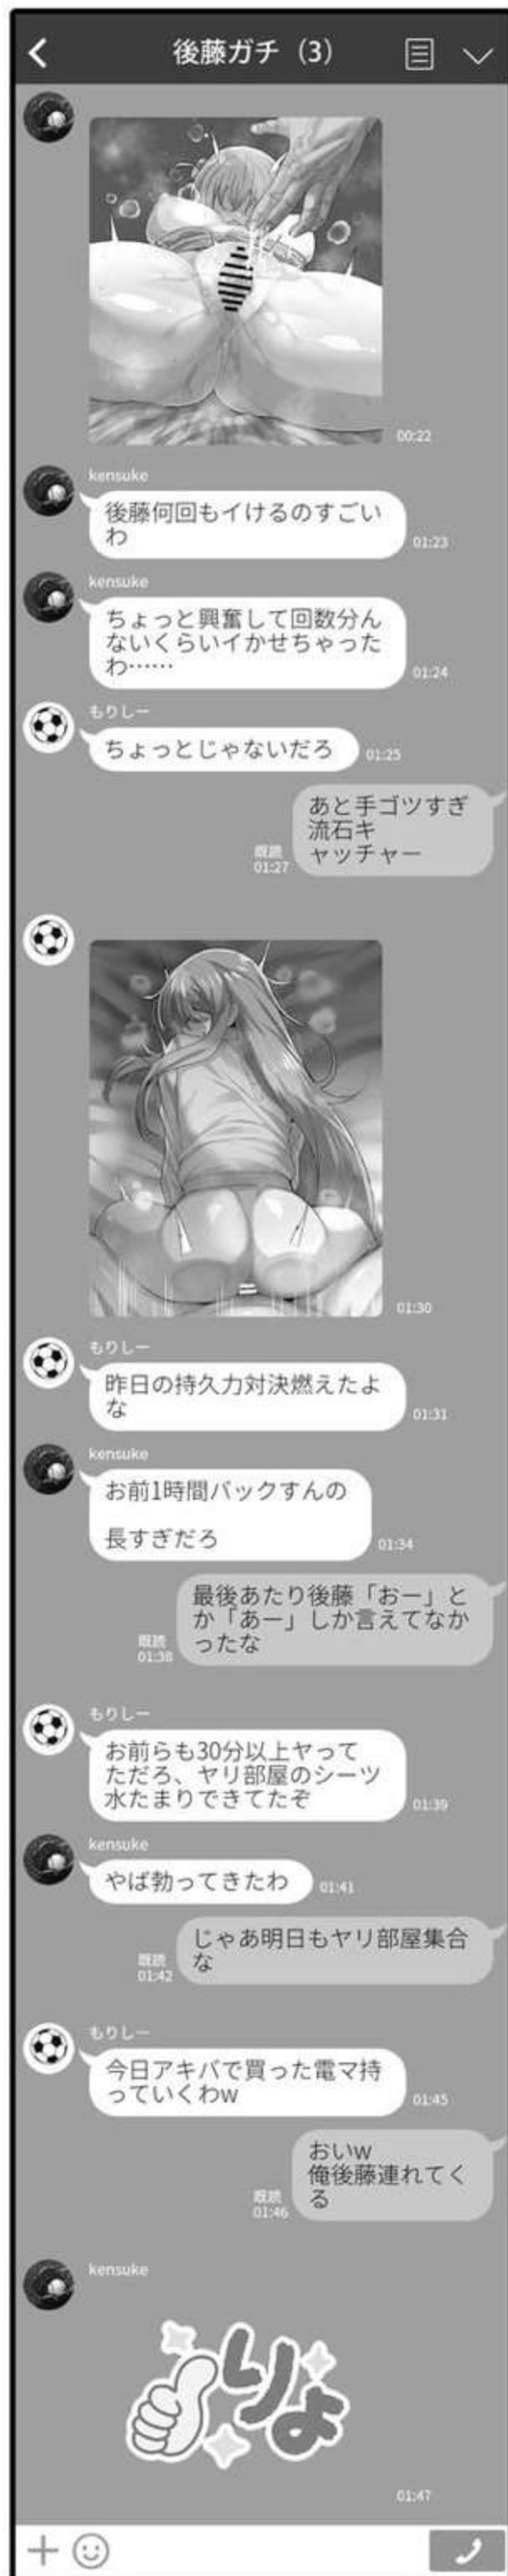 後藤ガチ（3）
00:22
kensuke
後藤何回もイけるのすごい
わ
01:23
kensuke
ちょっと興奮して回数分ん
ないくらいイかせちゃった
わ……
01:24
もりしー
ちょっとじゃないだろ
01:25
あと手ゴツすぎ
流石キ
ャッチャー
既読
01:27
01:30
もりしー
昨日の持久力対決燃えたよ
な
01:31
kensuke
お前1時間バックすんの
長すぎだろ
01:34
最後あたり後藤「おー」と
か「あー」しか言えてなか
ったな
既読
01:38
もりしー
お前らも30分以上ヤって
ただろ、ヤリ部屋のシーツ
水たまりできてたぞ
01:39
kensuke
やば勃ってきたわ
01:41
じゃあ明日もヤリ部屋集合
な
既読
01:42
もりしー
今日アキバで買った電マ持
っていくわw
01:45
おいw
俺後藤連れてく
る
既読
01:46
kensuke
りょ
01:47